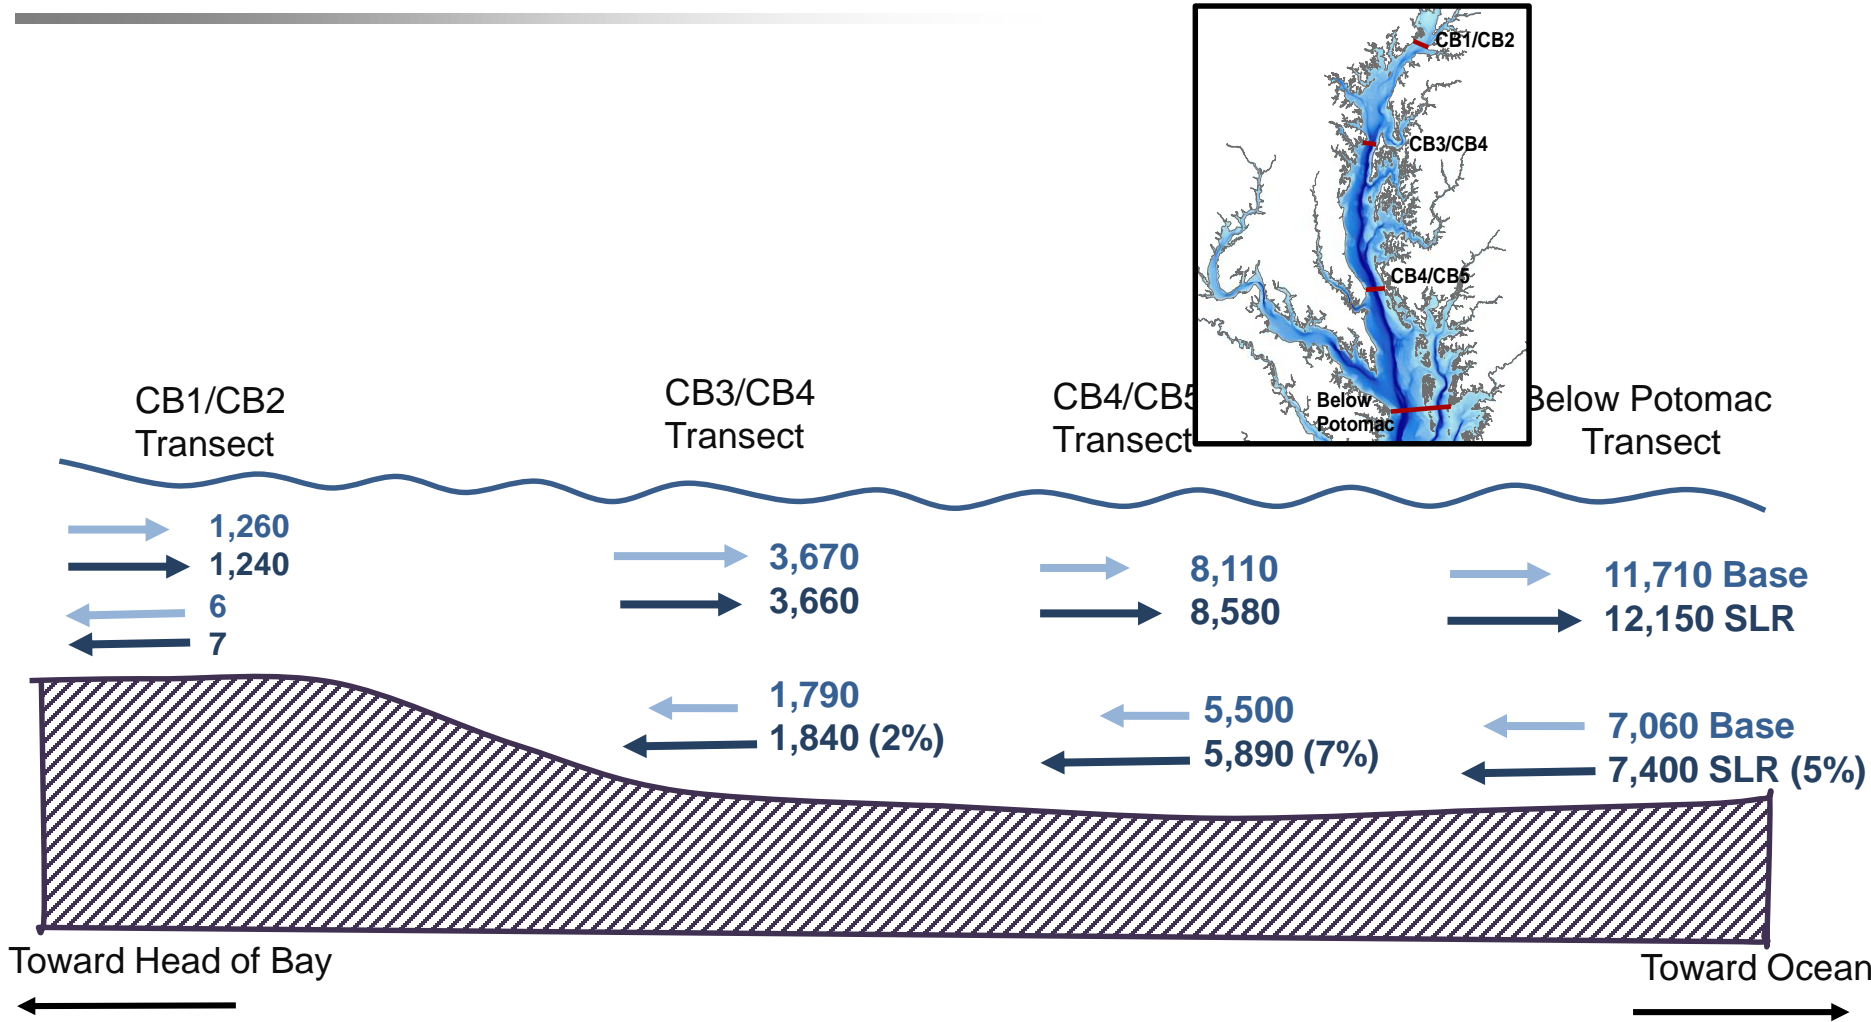 CB1/CB2
CB3/CB4
CB4/CB5
Below
Potomac
CB1/CB2
Transect
CB3/CB4
Transect
CB4/CB5
Transect
Below Potomac
Transect
1,260
1,240
6
7
3,670
3,660
1,790
1,840 (2%)
8,110
8,580
5,500
5,890 (7%)
11,710 Base
12,150 SLR
7,060 Base
7,400 SLR (5%)
Toward Head of Bay
Toward Ocean